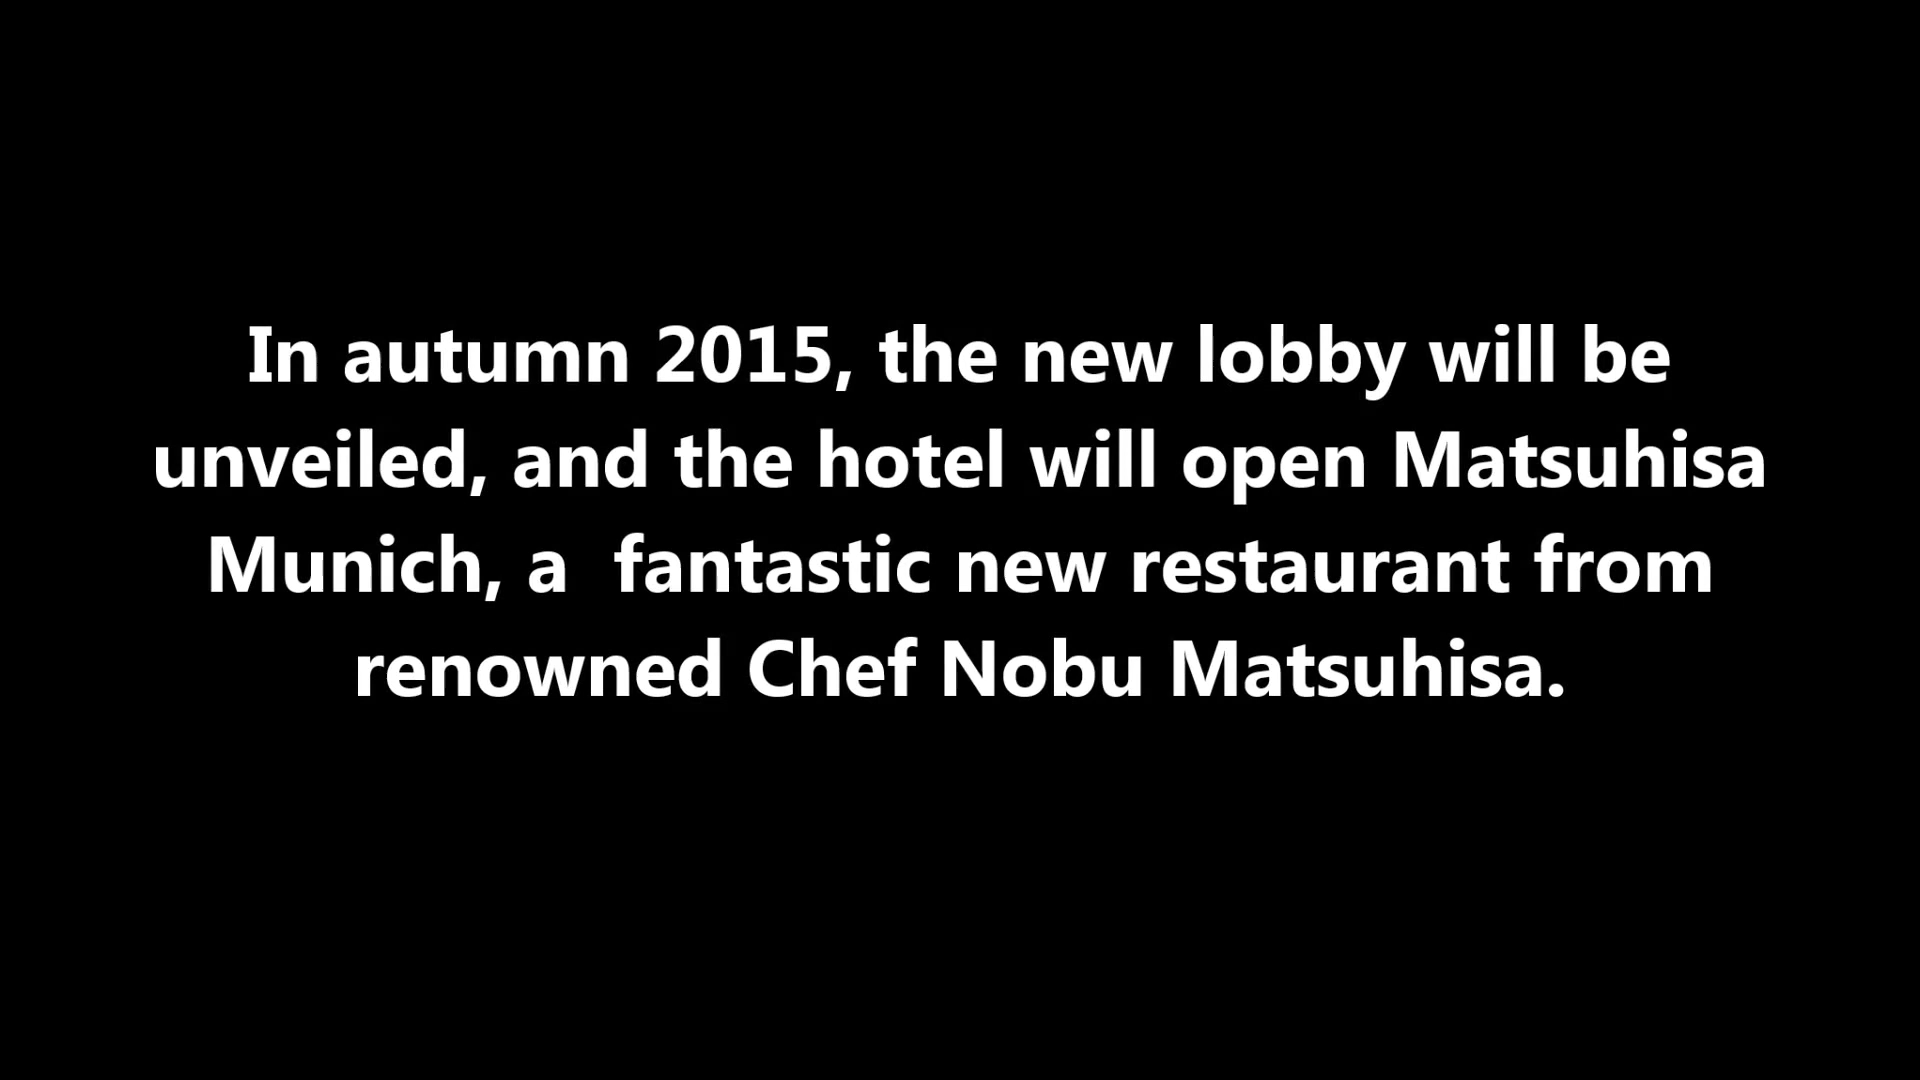 In autumn 2015, the new lobby will be
unveiled, and the hotel will open Matsuhisa
Munich, a  fantastic new restaurant from
renowned Chef Nobu Matsuhisa.